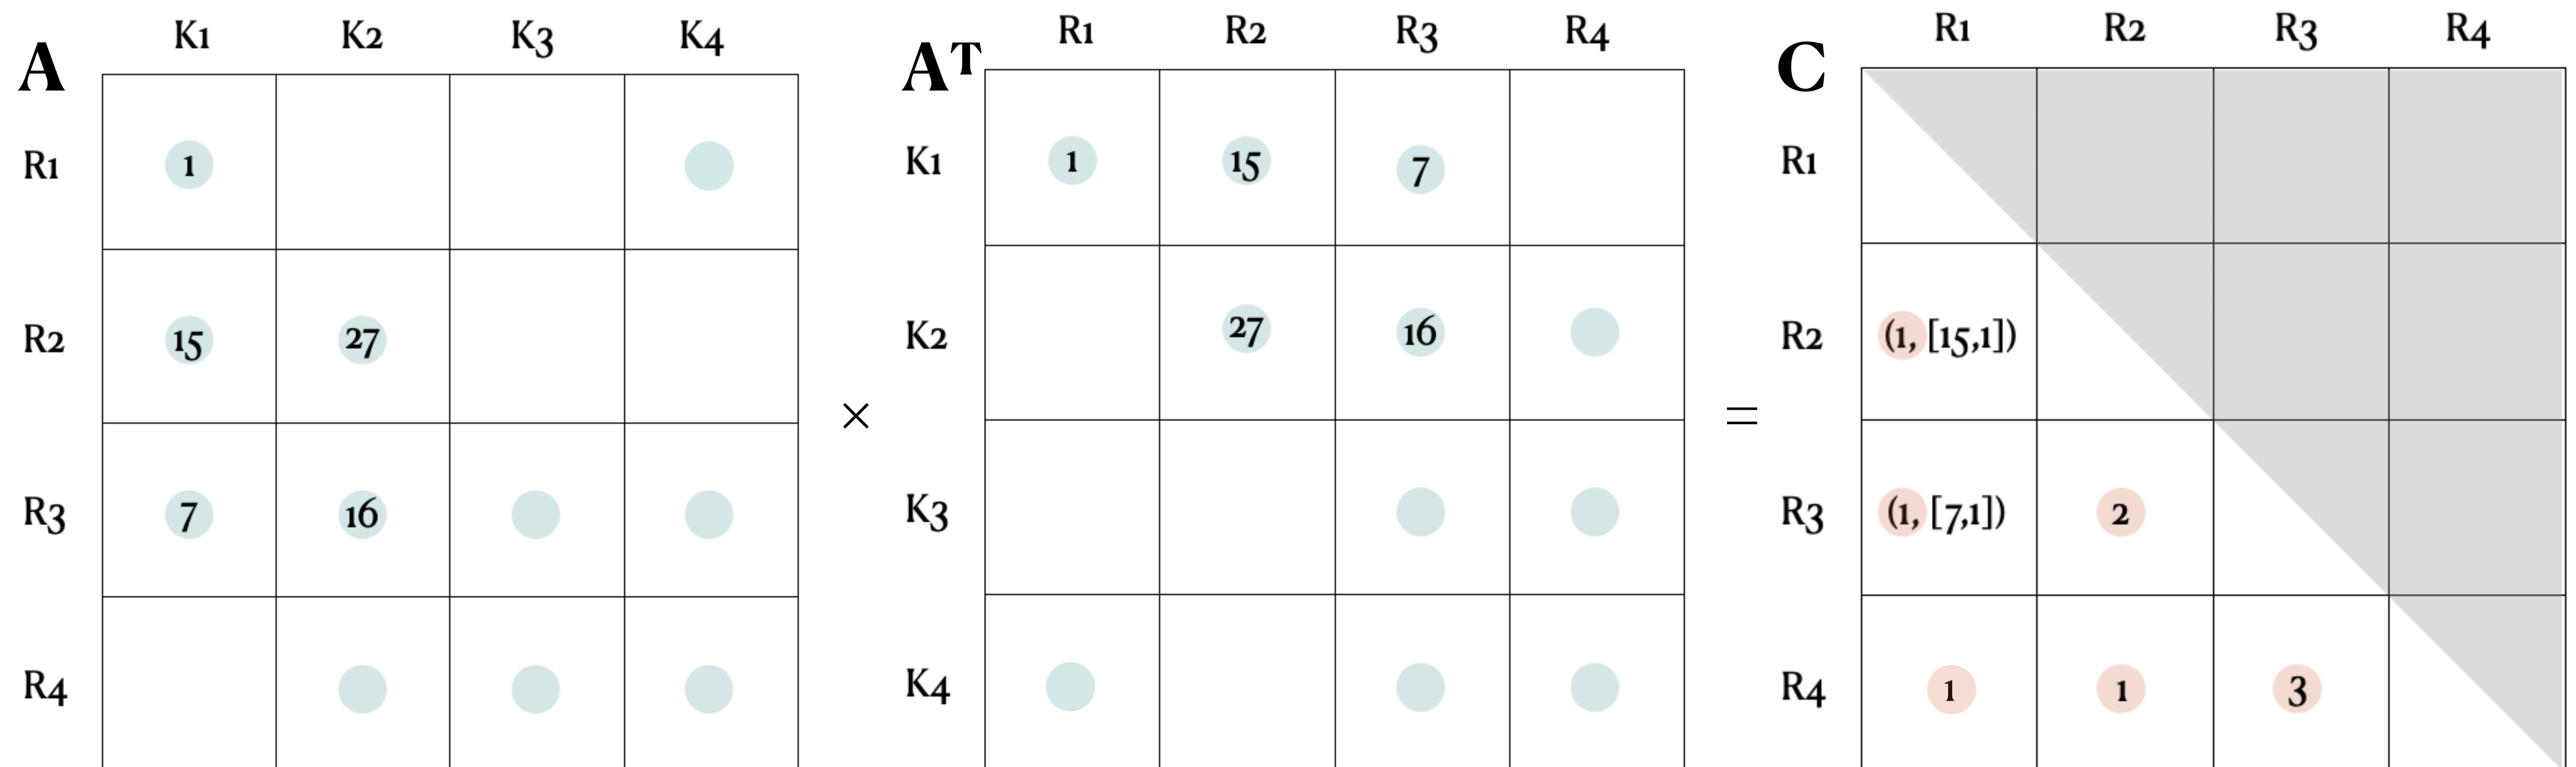 A K1 K2 K3 K4
R1 1
R2 15 27
R3 7 16
R4
×
Aᵀ R1 R2 R3 R4
K1 1 15 7
K2 27 16
K3
K4
=
C R1 R2 R3 R4
R1
R2 (1, [15,1])
R3 (1, [7,1]) 2
R4 1 1 3